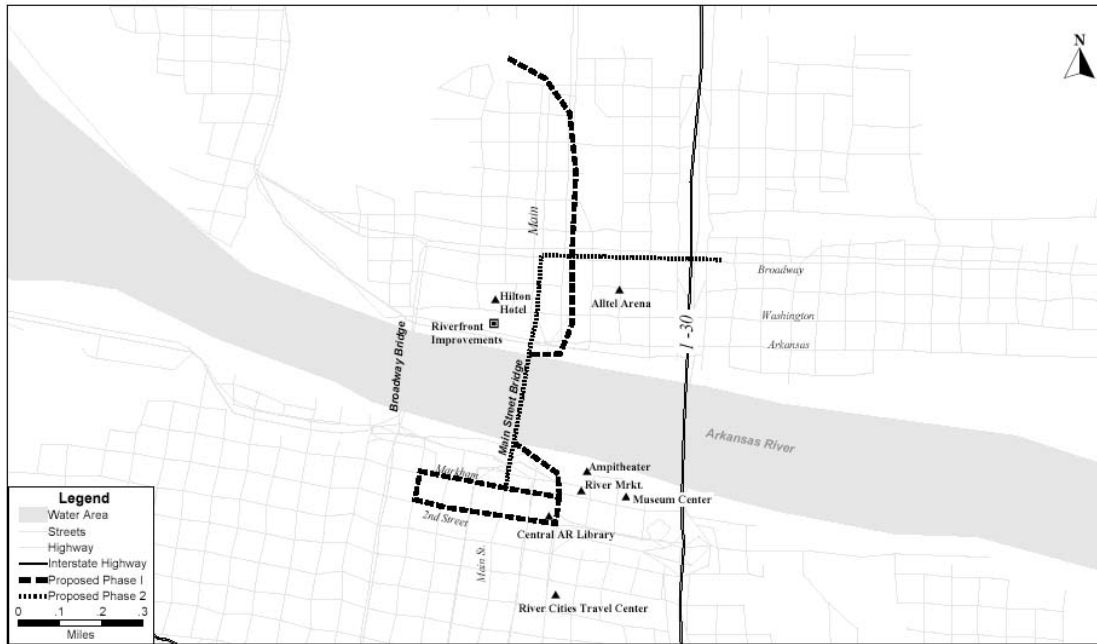 N
Main
Broadway
Hilton
Hotel
Alltel Arena
Riverfront
Improvements
Washington
Arkansas
I -30
Broadway Bridge
Main Street Bridge
Arkansas River
Markham
Ampitheater
River Mrkt.
Museum Center
2nd Street
Central AR Library
Main St.
River Cities Travel Center
Legend
Water Area
Streets
Highway
Interstate Highway
Proposed Phase I
Proposed Phase 2
0 .1 .2 .3
Miles